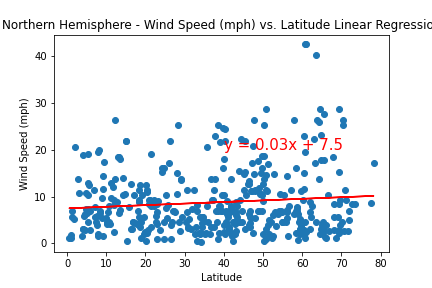 Northern Hemisphere - Wind Speed (mph) vs. Latitude Linear Regressio
40
30
20
10
0
Wind Speed (mph)
y = 0.03x + 7.5
0 10 20 30 40 50 60 70 80
Latitude